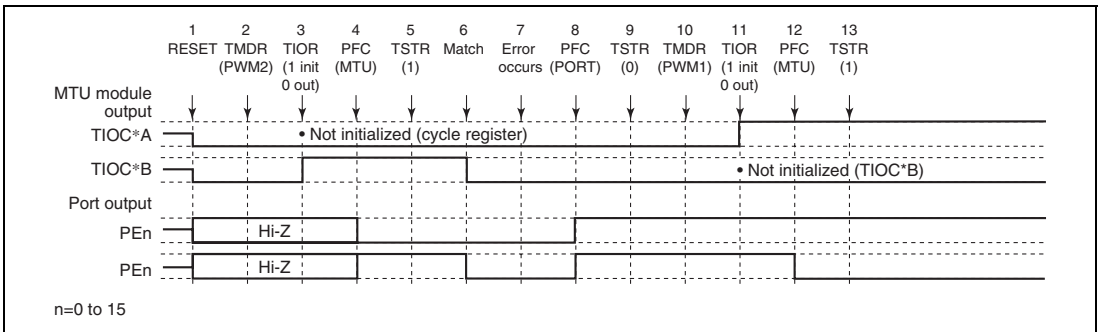 1 2 3 4 5 6 7 8 9 10 11 12 13
RESET TMDR TIOR PFC TSTR Match Error PFC TSTR TMDR TIOR PFC TSTR
(PWM2) (1 init (MTU) (1) occurs (PORT) (0) (PWM1) (1 init (MTU) (1)
0 out) 0 out)
MTU module
output
TIOC*A • Not initialized (cycle register)
TIOC*B • Not initialized (TIOC*B)
Port output
PEn Hi-Z
PEn Hi-Z
n=0 to 15